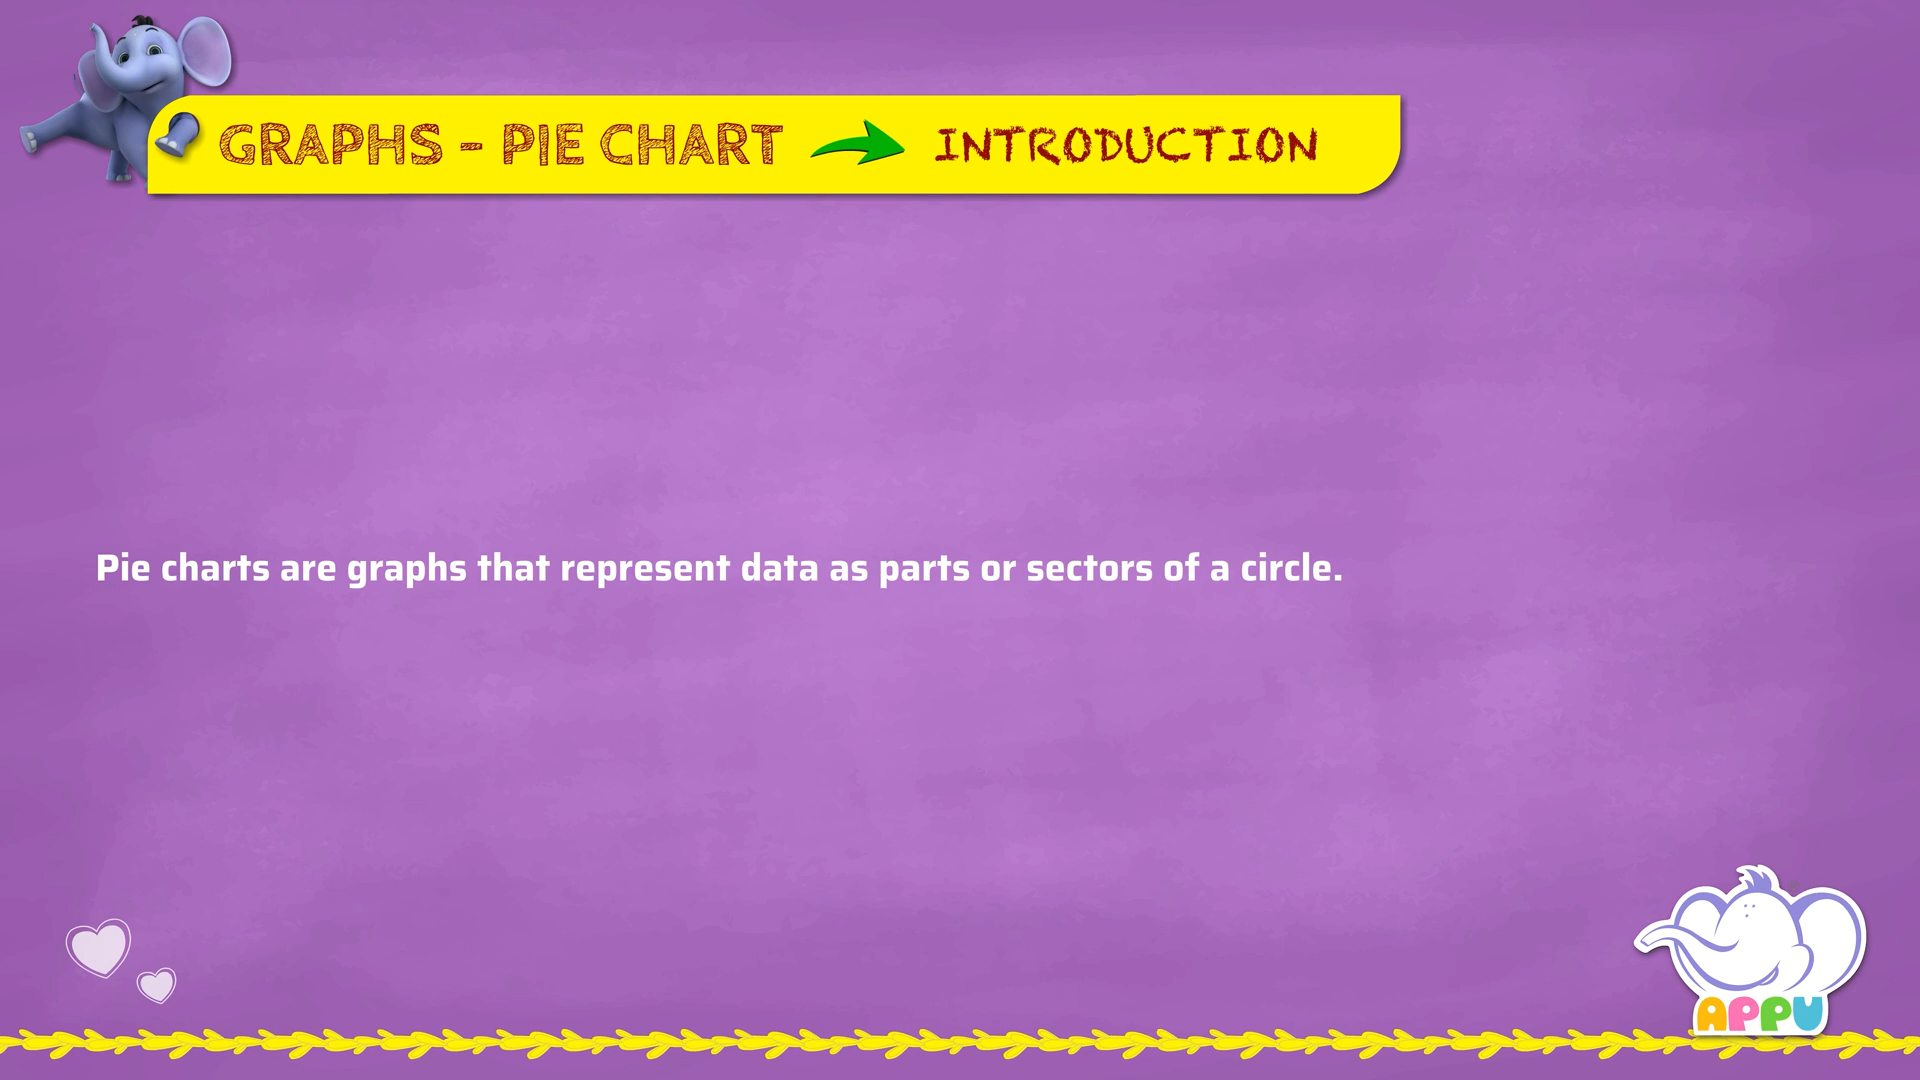 GRAPHS - PIE CHART INTRODUCTION
Pie charts are graphs that represent data as parts or sectors of a circle.
APPU